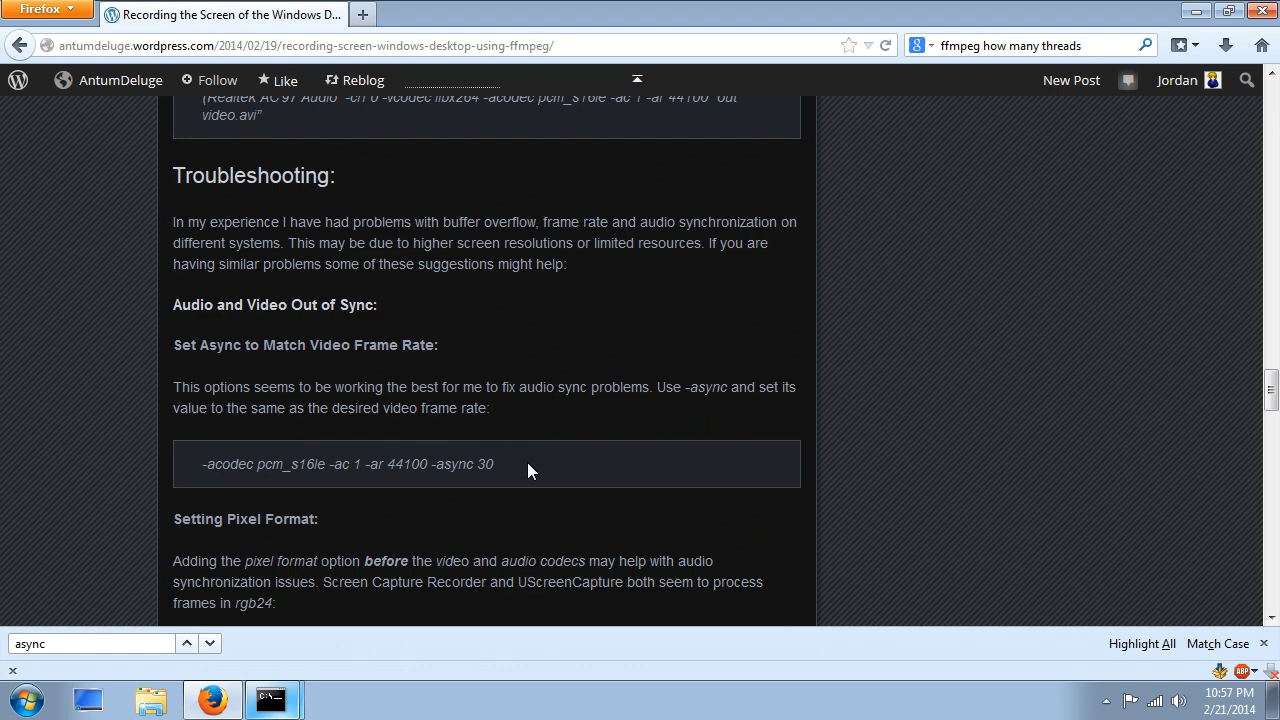 Firefox
Recording the Screen of the Windows D...
antumdeluge.wordpress.com/2014/02/19/recording-screen-windows-desktop-using-ffmpeg/
ffmpeg how many threads
AntumDeluge
Follow
Like
Reblog
New Post
Jordan
(Realtek AC'97 Audio" -crf 0 -vcodec libx264 -acodec pcm_s16le -ac 1 -ar 44100 "out
video.avi"
Troubleshooting:
In my experience I have had problems with buffer overflow, frame rate and audio synchronization on
different systems. This may be due to higher screen resolutions or limited resources. If you are
having similar problems some of these suggestions might help:
Audio and Video Out of Sync:
Set Async to Match Video Frame Rate:
This options seems to be working the best for me to fix audio sync problems. Use -async and set its
value to the same as the desired video frame rate:
-acodec pcm_s16le -ac 1 -ar 44100 -async 30
Setting Pixel Format:
Adding the pixel format option before the video and audio codecs may help with audio
synchronization issues. Screen Capture Recorder and UScreenCapture both seem to process
frames in rgb24:
async
Highlight All
Match Case
ABP
C:\
10:57 PM
2/21/2014